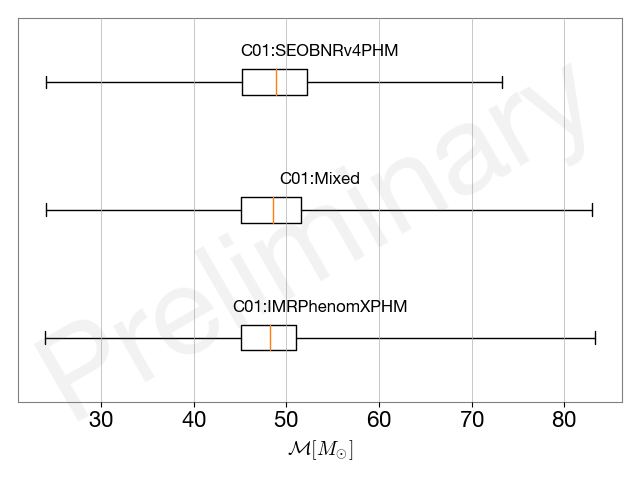 C01:SEOBNRv4PHM
C01:Mixed
C01:IMRPhenomXPHM
Preliminary
30 40 50 60 70 80
ℳ[M⊙]